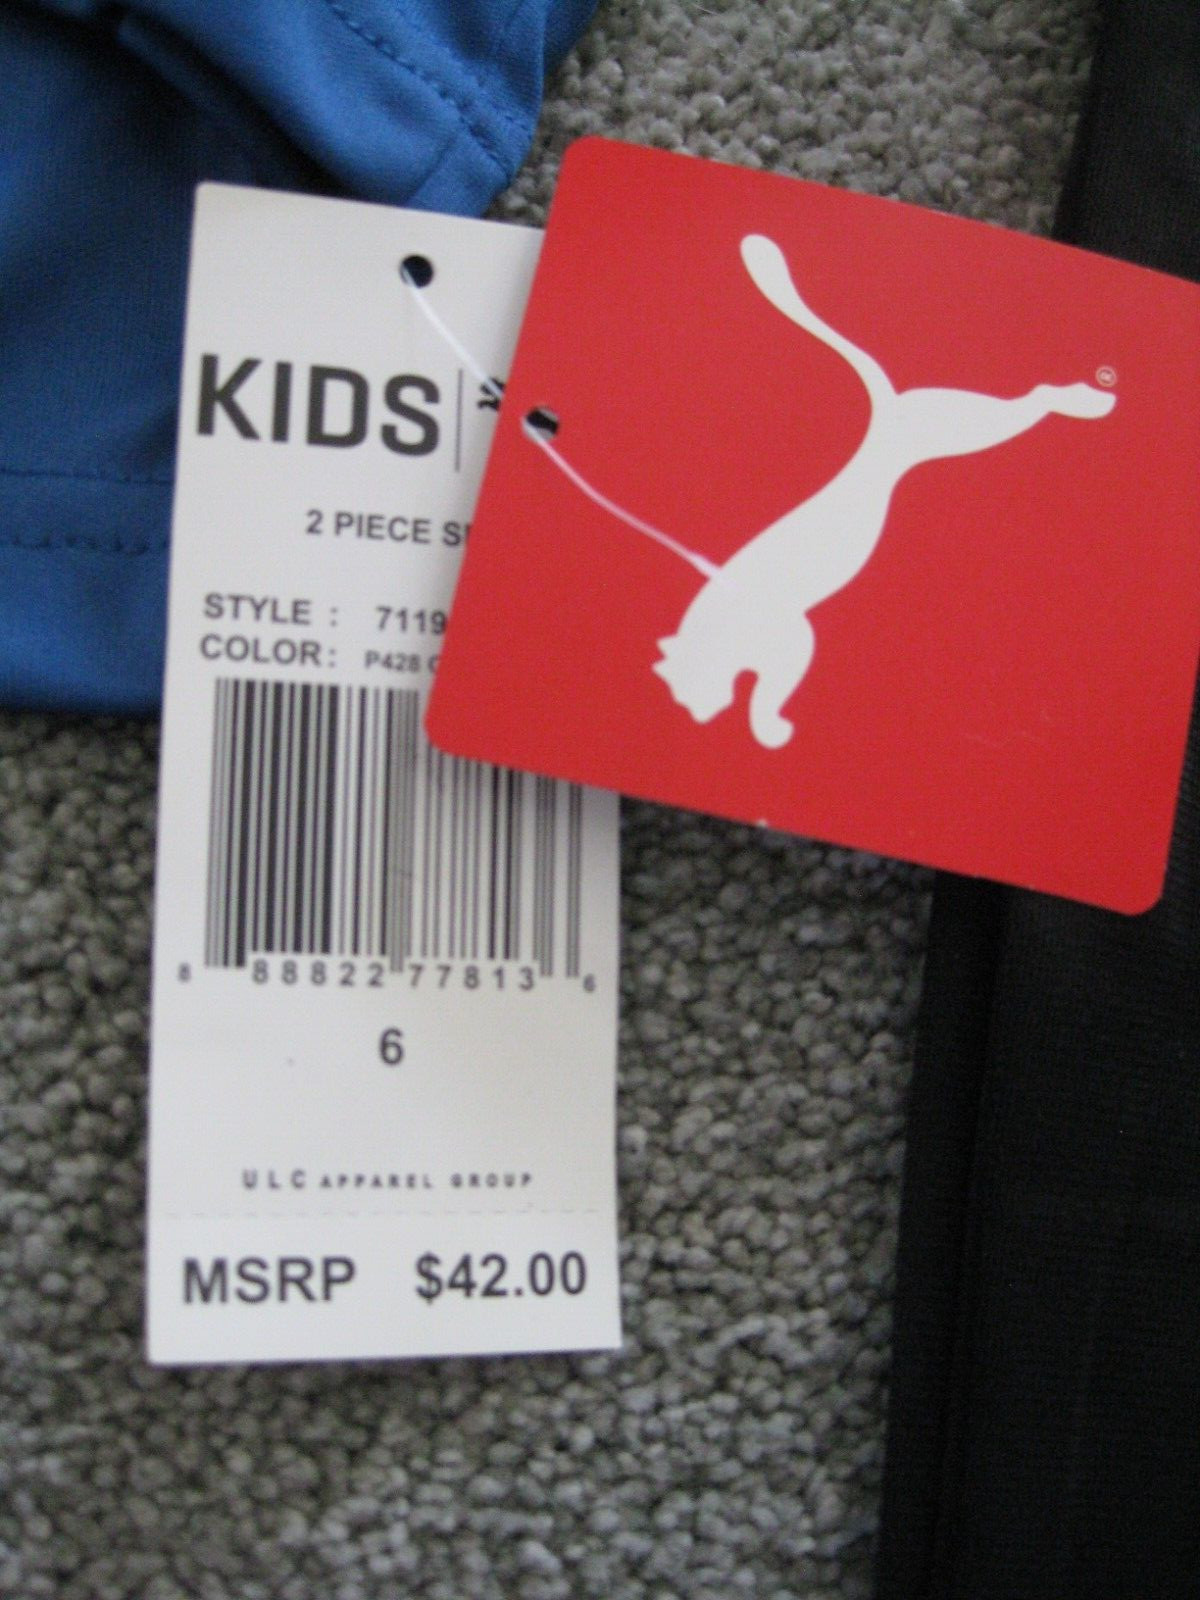 KIDS
2 PIECE S
STYLE : 7119
COLOR: P428
8 88822 77813 6
6
ULC APPAREL GROUP
MSRP $42.00
®